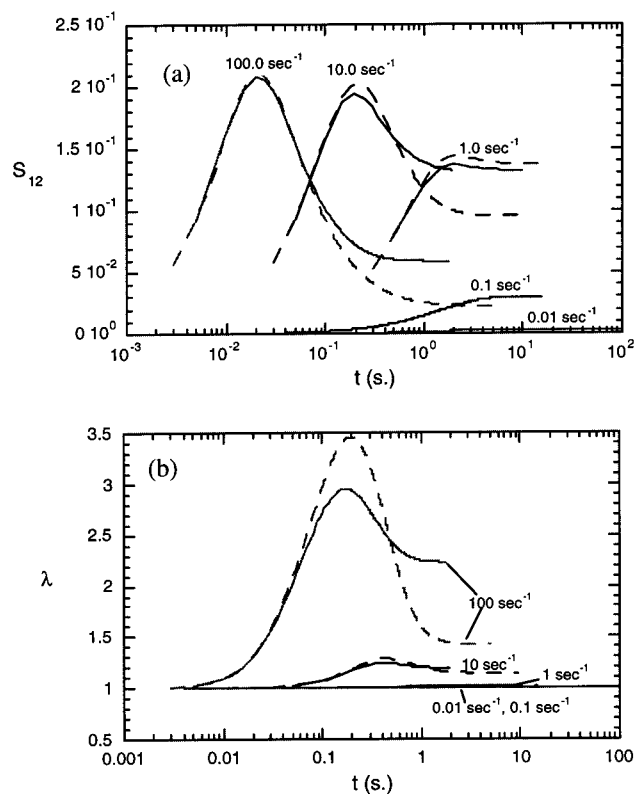 2.5 10⁻¹
(a)
100.0 sec⁻¹
10.0 sec⁻¹
2 10⁻¹
1.5 10⁻¹
1.0 sec⁻¹
S₁₂
1 10⁻¹
5 10⁻²
0.1 sec⁻¹
0.01 sec⁻¹
0 10⁰
10⁻³ 10⁻² 10⁻¹ 10⁰ 10¹ 10²
t (s.)
3.5
(b)
3
2.5
λ
2
100 sec⁻¹
1.5
10 sec⁻¹
1 sec⁻¹
1
0.01 sec⁻¹, 0.1 sec⁻¹
0.5
0.001 0.01 0.1 1 10 100
t (s.)